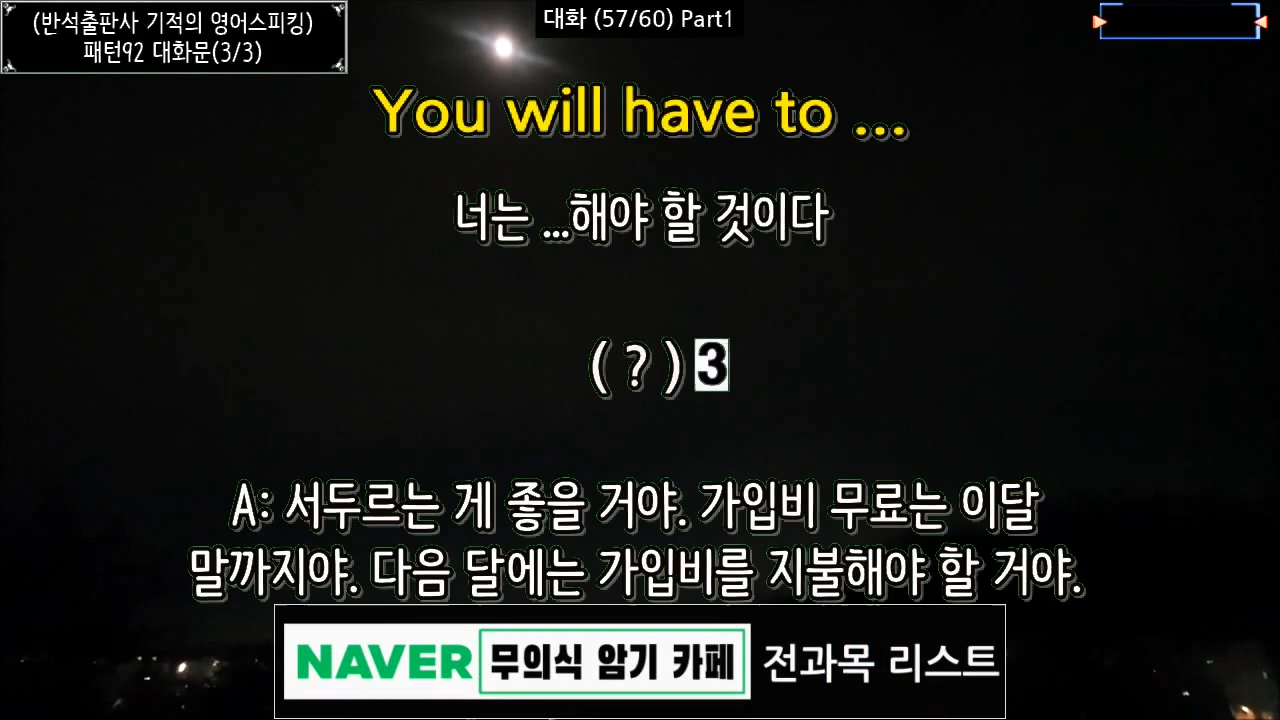 (반석출판사 기적의 영어스피킹)
패턴92 대화문(3/3)
대화 (57/60) Part1
You will have to ...
너는 ...해야 할 것이다
( ? ) 3
A: 서두르는 게 좋을 거야. 가입비 무료는 이달
말까지야. 다음 달에는 가입비를 지불해야 할 거야.
NAVER 무의식 암기 카페 전과목 리스트